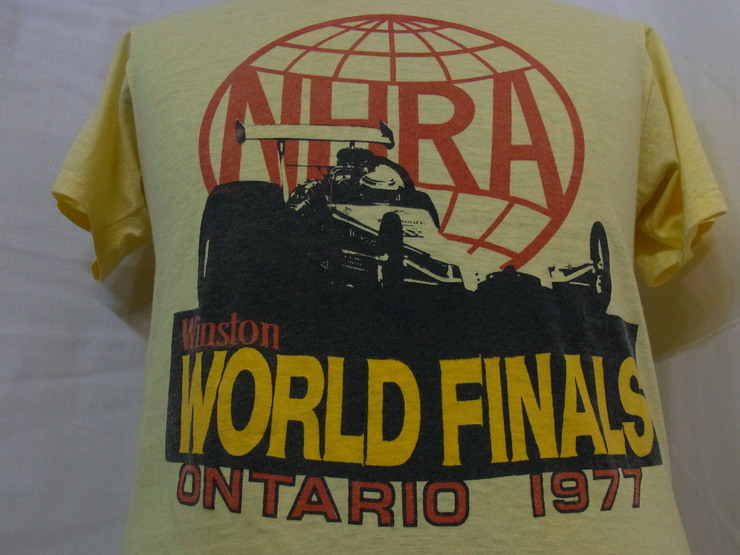 NHRA
Winston
WORLD FINALS
ONTARIO 1977